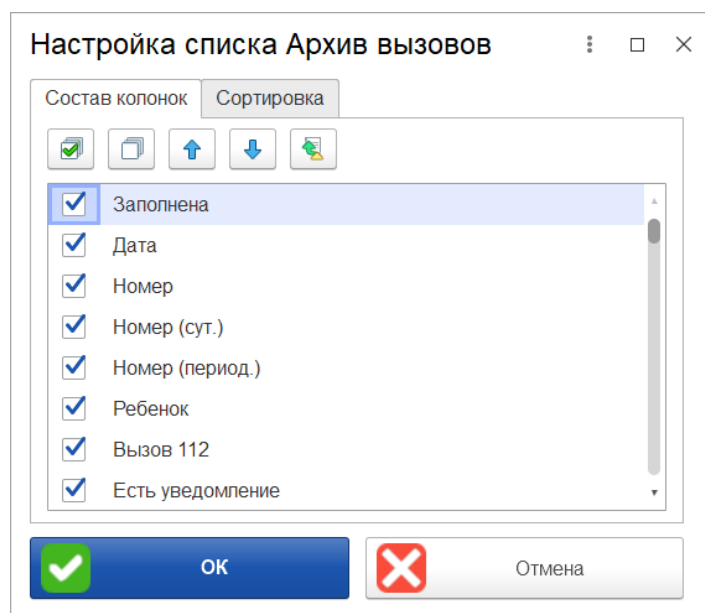 Настройка списка Архив вызовов
Состав колонок Сортировка
Заполнена
Дата
Номер
Номер (сут.)
Номер (период.)
Ребенок
Вызов 112
Есть уведомление
ОК Отмена